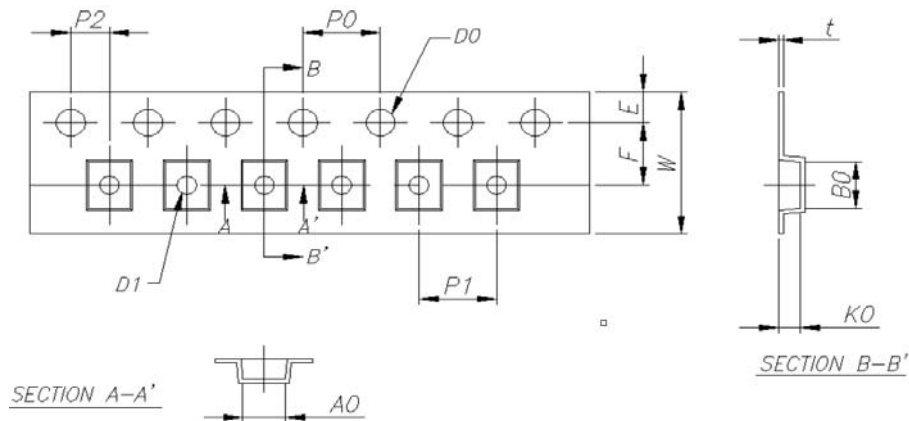 P2
P0
D0
t
B
E
F
W
B0
A
A'
B'
D1
P1
K0
SECTION B-B'
SECTION A-A'
A0